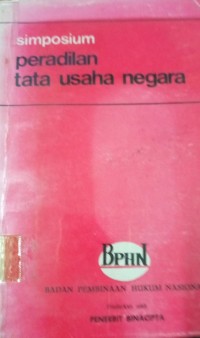 simposium
peradilan
tata usaha negara
BPHN
BADAN PEMBINAAN HUKUM NASIONAL
PENERBIT BINACIPTA